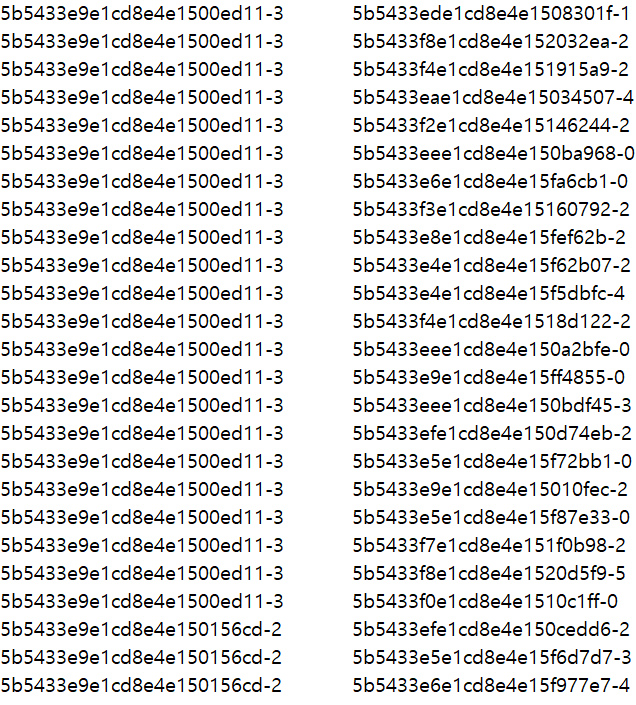 5b5433e9e1cd8e4e1500ed11-3 5b5433ede1cd8e4e1508301f-1
5b5433e9e1cd8e4e1500ed11-3 5b5433f8e1cd8e4e152032ea-2
5b5433e9e1cd8e4e1500ed11-3 5b5433f4e1cd8e4e151915a9-2
5b5433e9e1cd8e4e1500ed11-3 5b5433eae1cd8e4e15034507-4
5b5433e9e1cd8e4e1500ed11-3 5b5433f2e1cd8e4e15146244-2
5b5433e9e1cd8e4e1500ed11-3 5b5433eee1cd8e4e150ba968-0
5b5433e9e1cd8e4e1500ed11-3 5b5433e6e1cd8e4e15fa6cb1-0
5b5433e9e1cd8e4e1500ed11-3 5b5433f3e1cd8e4e15160792-2
5b5433e9e1cd8e4e1500ed11-3 5b5433e8e1cd8e4e15fef62b-2
5b5433e9e1cd8e4e1500ed11-3 5b5433e4e1cd8e4e15f62b07-2
5b5433e9e1cd8e4e1500ed11-3 5b5433e4e1cd8e4e15f5dbfc-4
5b5433e9e1cd8e4e1500ed11-3 5b5433f4e1cd8e4e1518d122-2
5b5433e9e1cd8e4e1500ed11-3 5b5433eee1cd8e4e150a2bfe-0
5b5433e9e1cd8e4e1500ed11-3 5b5433e9e1cd8e4e15ff4855-0
5b5433e9e1cd8e4e1500ed11-3 5b5433eee1cd8e4e150bdf45-3
5b5433e9e1cd8e4e1500ed11-3 5b5433efe1cd8e4e150d74eb-2
5b5433e9e1cd8e4e1500ed11-3 5b5433e5e1cd8e4e15f72bb1-0
5b5433e9e1cd8e4e1500ed11-3 5b5433e9e1cd8e4e15010fec-2
5b5433e9e1cd8e4e1500ed11-3 5b5433e5e1cd8e4e15f87e33-0
5b5433e9e1cd8e4e1500ed11-3 5b5433f7e1cd8e4e151f0b98-2
5b5433e9e1cd8e4e1500ed11-3 5b5433f8e1cd8e4e1520d5f9-5
5b5433e9e1cd8e4e1500ed11-3 5b5433f0e1cd8e4e1510c1ff-0
5b5433e9e1cd8e4e150156cd-2 5b5433efe1cd8e4e150cedd6-2
5b5433e9e1cd8e4e150156cd-2 5b5433e5e1cd8e4e15f6d7d7-3
5b5433e9e1cd8e4e150156cd-2 5b5433e6e1cd8e4e15f977e7-4